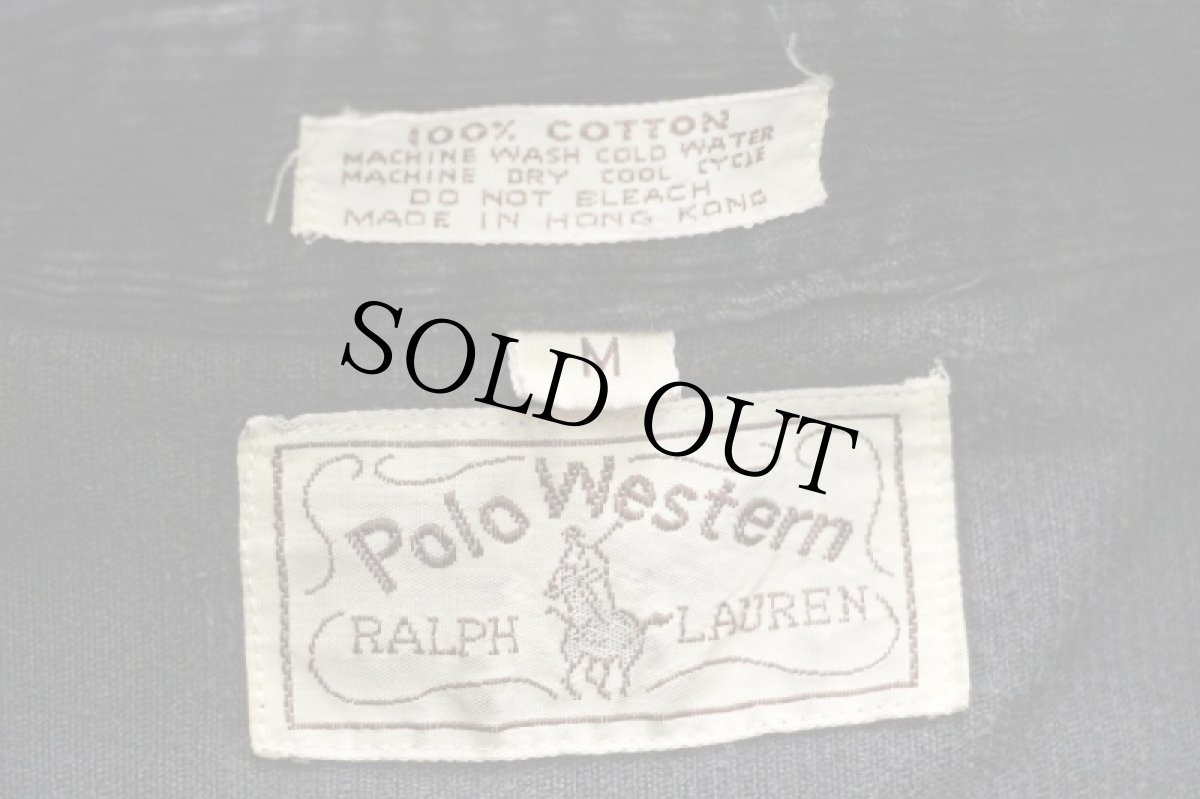 100% COTTON
MACHINE WASH COLD WATER
MACHINE DRY COOL CYCLE
DO NOT BLEACH
MADE IN HONG KONG
M
SOLD OUT
Polo Western
RALPH LAUREN